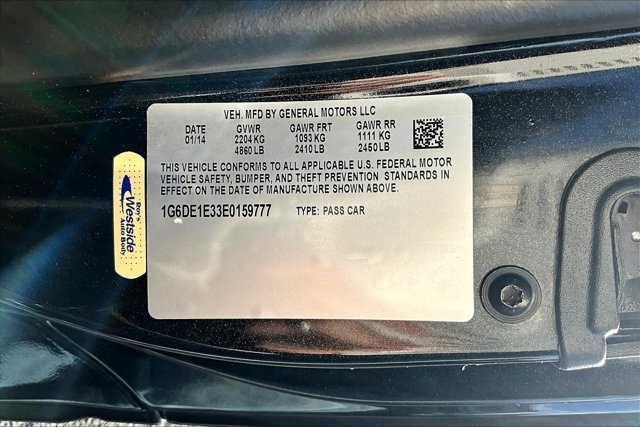 VEH. MFD BY GENERAL MOTORS LLC
DATE GVWR GAWR FRT GAWR RR
01/14 2204 KG 1093 KG 1111 KG
4860 LB 2410 LB 2450 LB
THIS VEHICLE CONFORMS TO ALL APPLICABLE U.S. FEDERAL MOTOR
VEHICLE SAFETY, BUMPER, AND THEFT PREVENTION STANDARDS IN
EFFECT ON THE DATE OF MANUFACTURE SHOWN ABOVE.
1G6DE1E33E0159777 TYPE: PASS CAR
Roy's
Westside
Auto Body